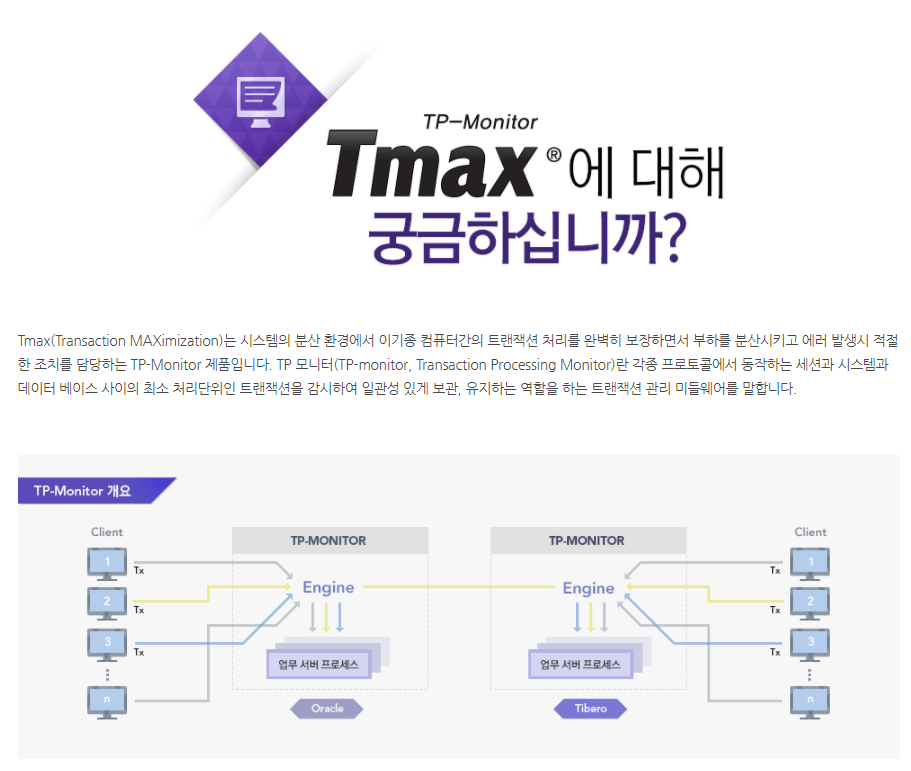 TP-Monitor
Tmax®에 대해
궁금하십니까?
Tmax(Transaction MAXimization)는 시스템의 분산 환경에서 이기종 컴퓨터간의 트랜잭션 처리를 완벽히 보장하면서 부하를 분산시키고 에러 발생시 적절
한 조치를 담당하는 TP-Monitor 제품입니다. TP 모니터(TP-monitor, Transaction Processing Monitor)란 각종 프로토콜에서 동작하는 세션과 시스템과
데이터 베이스 사이의 최소 처리단위인 트랜잭션을 감시하여 일관성 있게 보관, 유지하는 역할을 하는 트랜잭션 관리 미들웨어를 말합니다.
TP-Monitor 개요
Client
1
Tx
2
Tx
3
Tx
n
TP-MONITOR
Engine
업무 서버 프로세스
Oracle
TP-MONITOR
Engine
업무 서버 프로세스
Tibero
Client
1
Tx
2
Tx
3
Tx
n